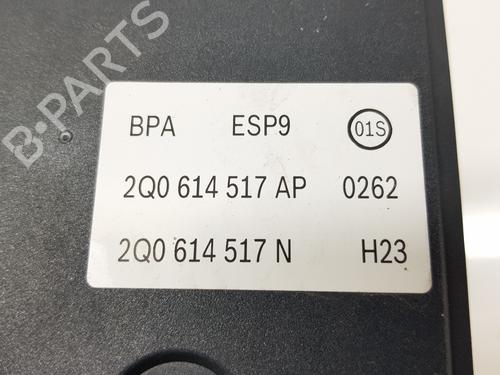 B-PARTS
BPA ESP9 01S
2Q0 614 517 AP 0262
2Q0 614 517 N H23